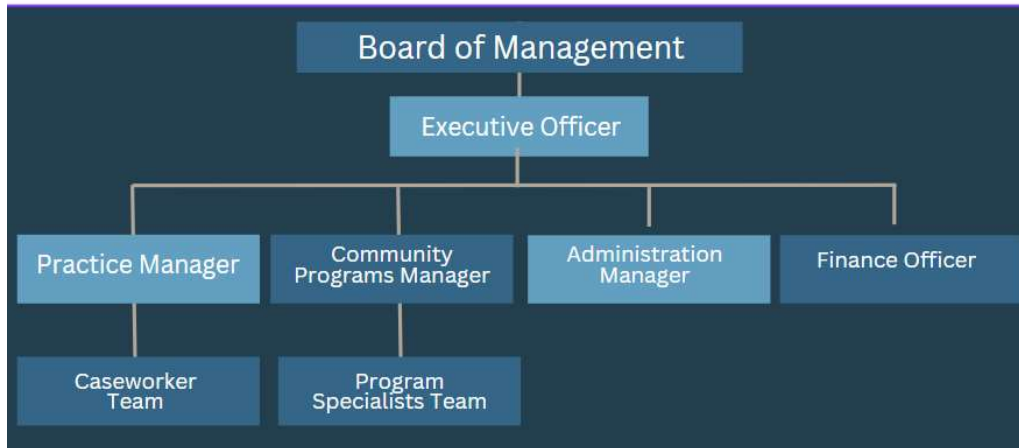 Board of Management
Executive Officer
Practice Manager
Community
Programs Manager
Administration
Manager
Finance Officer
Caseworker
Team
Program
Specialists Team